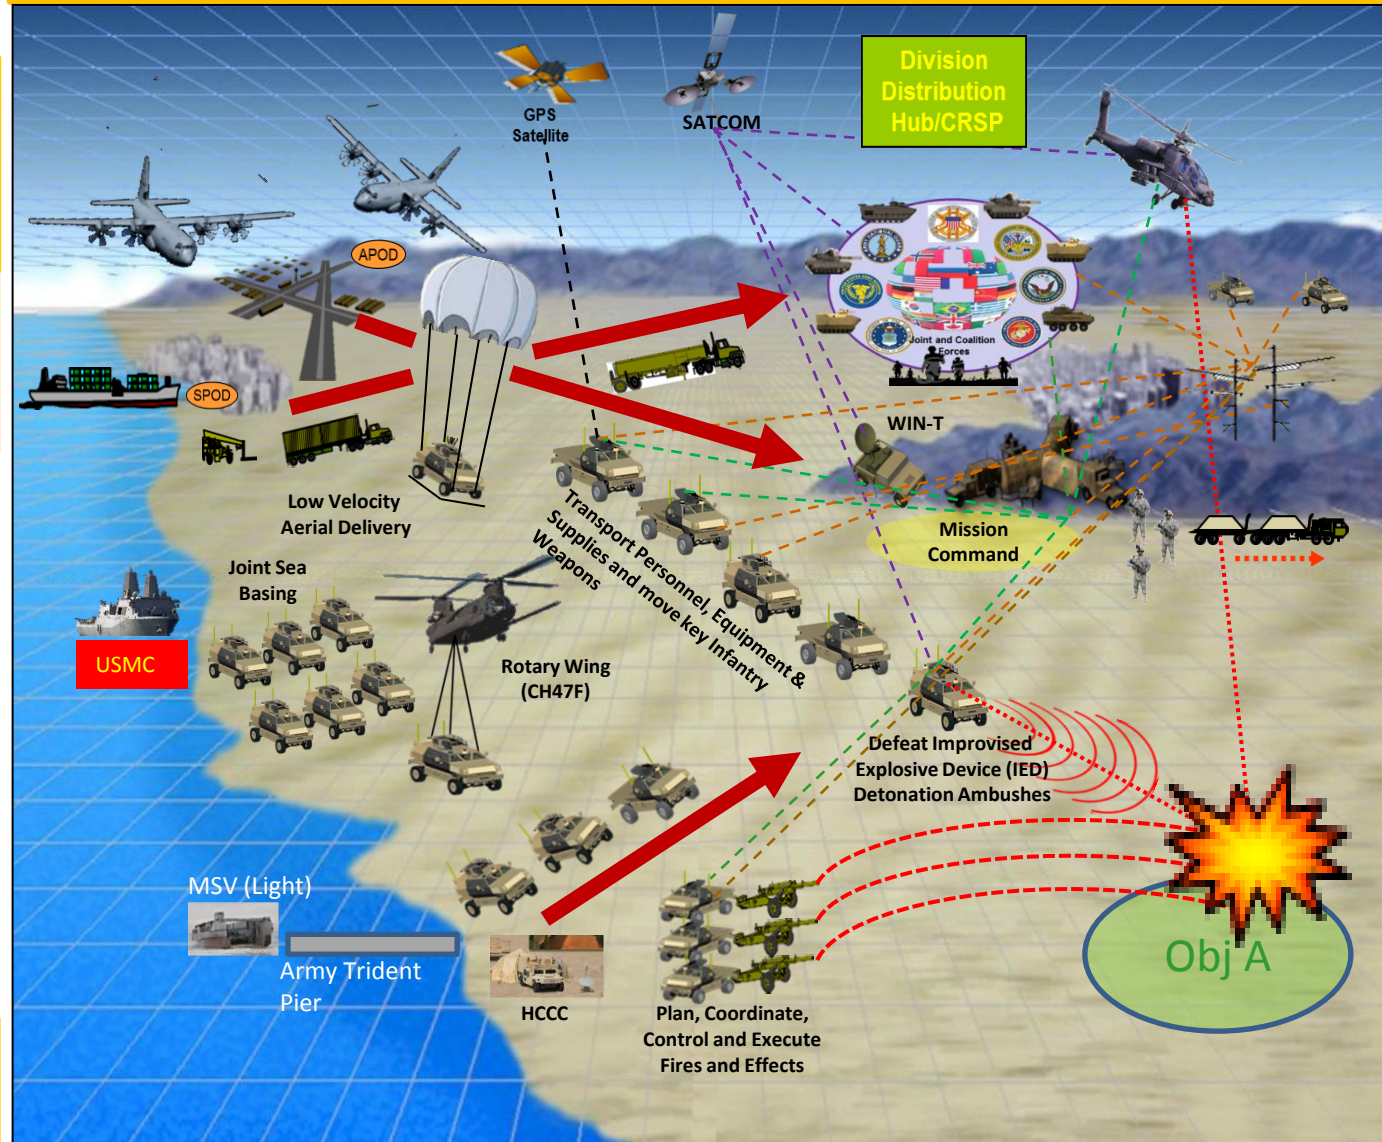 Division
Distribution
Hub/CRSP
GPS
Satellite
SATCOM
APOD
SPOD
Joint and Coalition
Forces
WIN-T
Low Velocity
Aerial Delivery
Transport Personnel, Equipment &
Supplies and move key Infantry
Weapons
Mission
Command
Joint Sea
Basing
USMC
Rotary Wing
(CH47F)
Defeat Improvised
Explosive Device (IED)
Detonation Ambushes
MSV (Light)
Army Trident
Pier
HCCC
Obj A
Plan, Coordinate,
Control and Execute
Fires and Effects